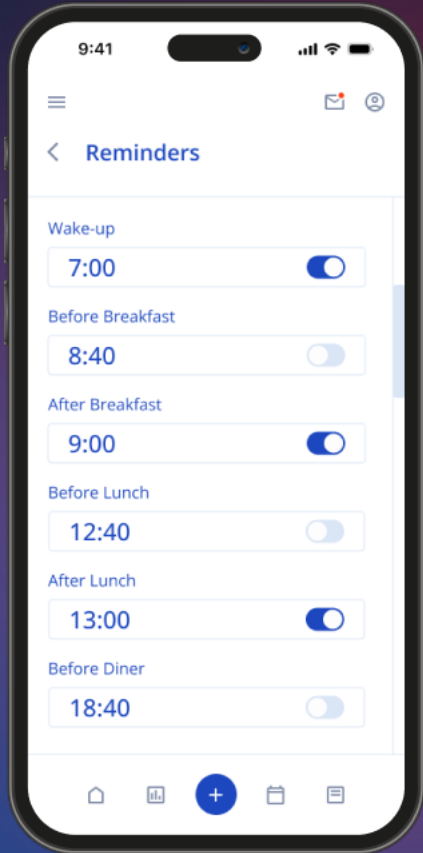 9:41
Reminders
Wake-up
7:00
Before Breakfast
8:40
After Breakfast
9:00
Before Lunch
12:40
After Lunch
13:00
Before Diner
18:40